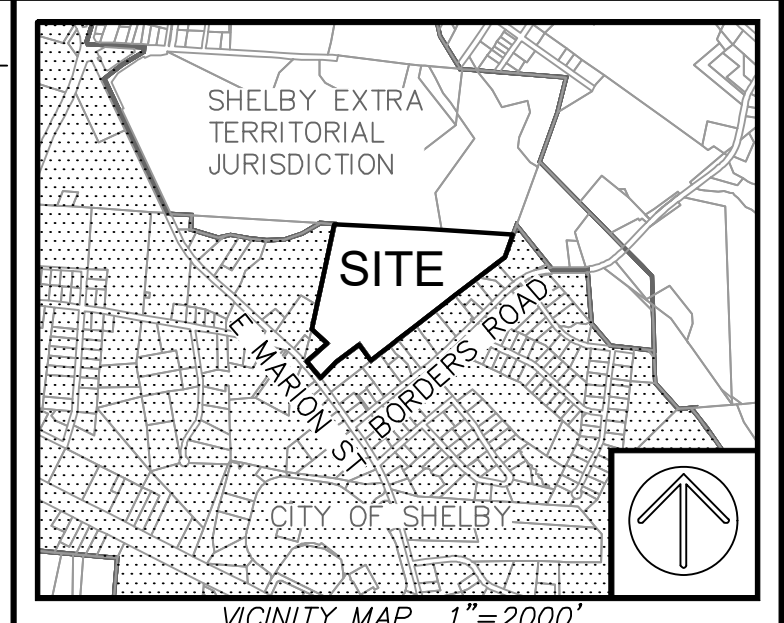 SHELBY EXTRA
TERRITORIAL
JURISDICTION
SITE
E MARION ST
BORDERS ROAD
CITY OF SHELBY
VICINITY MAP 1"=2000'